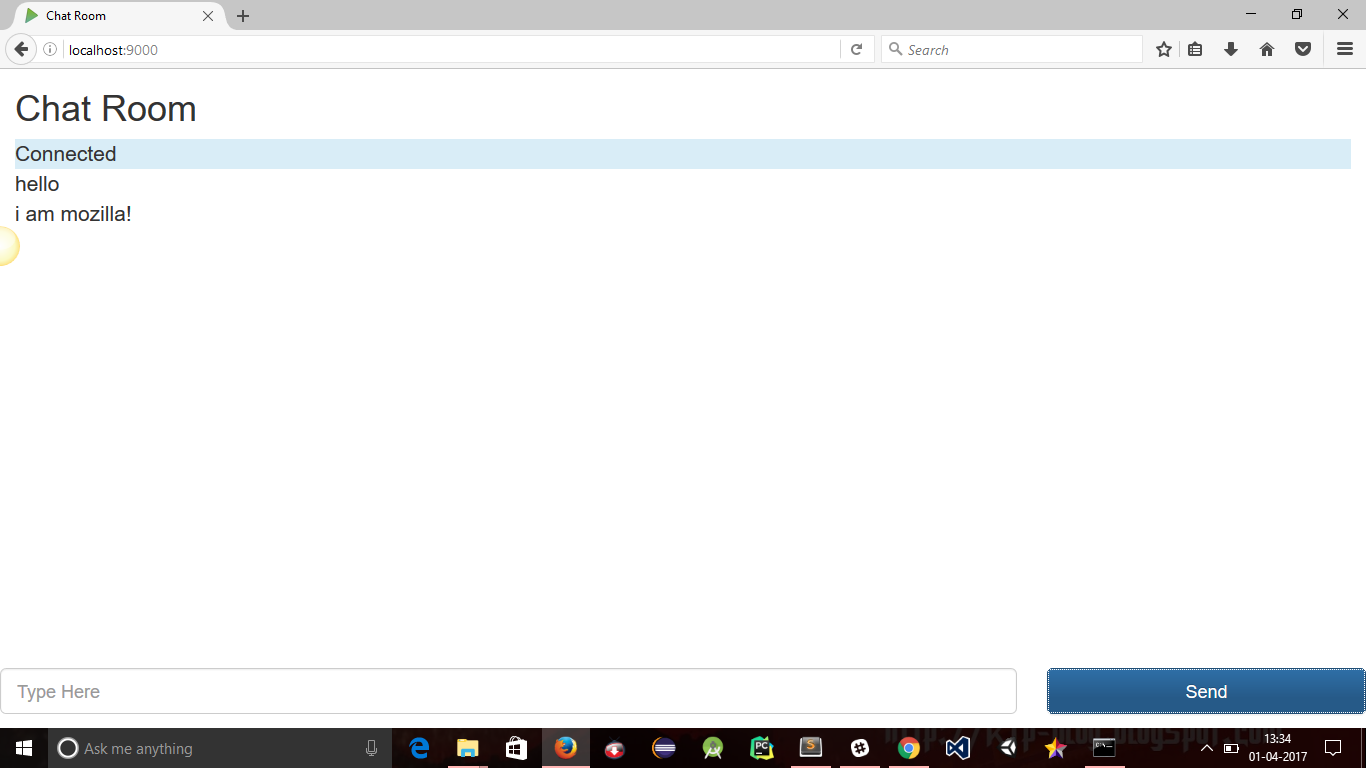 Chat Room
localhost:9000
Search
Chat Room
Connected
hello
i am mozilla!
Type Here
Send
Ask me anything
13:34
01-04-2017